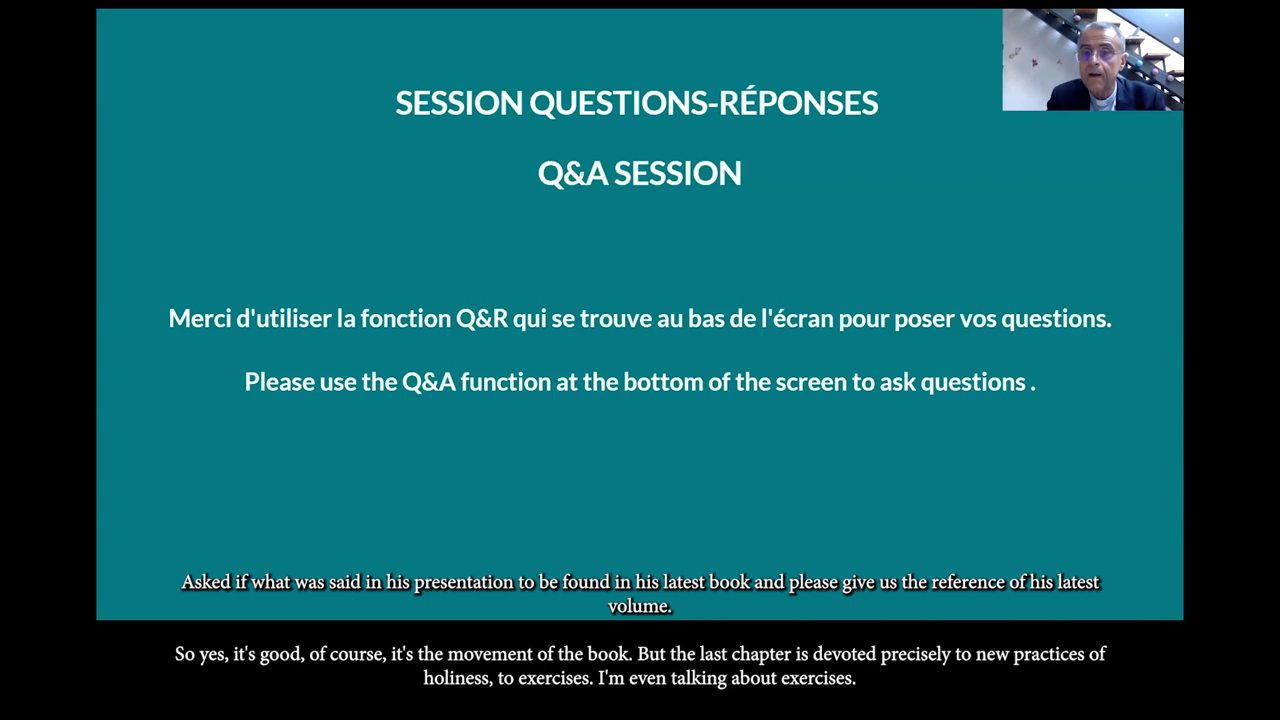 SESSION QUESTIONS-RÉPONSES
Q&A SESSION
Merci d'utiliser la fonction Q&R qui se trouve au bas de l'écran pour poser vos questions.
Please use the Q&A function at the bottom of the screen to ask questions .
Asked if what was said in his presentation to be found in his latest book and please give us the reference of his latest
volume.
So yes, it's good, of course, it's the movement of the book. But the last chapter is devoted precisely to new practices of
holiness, to exercises. I'm even talking about exercises.